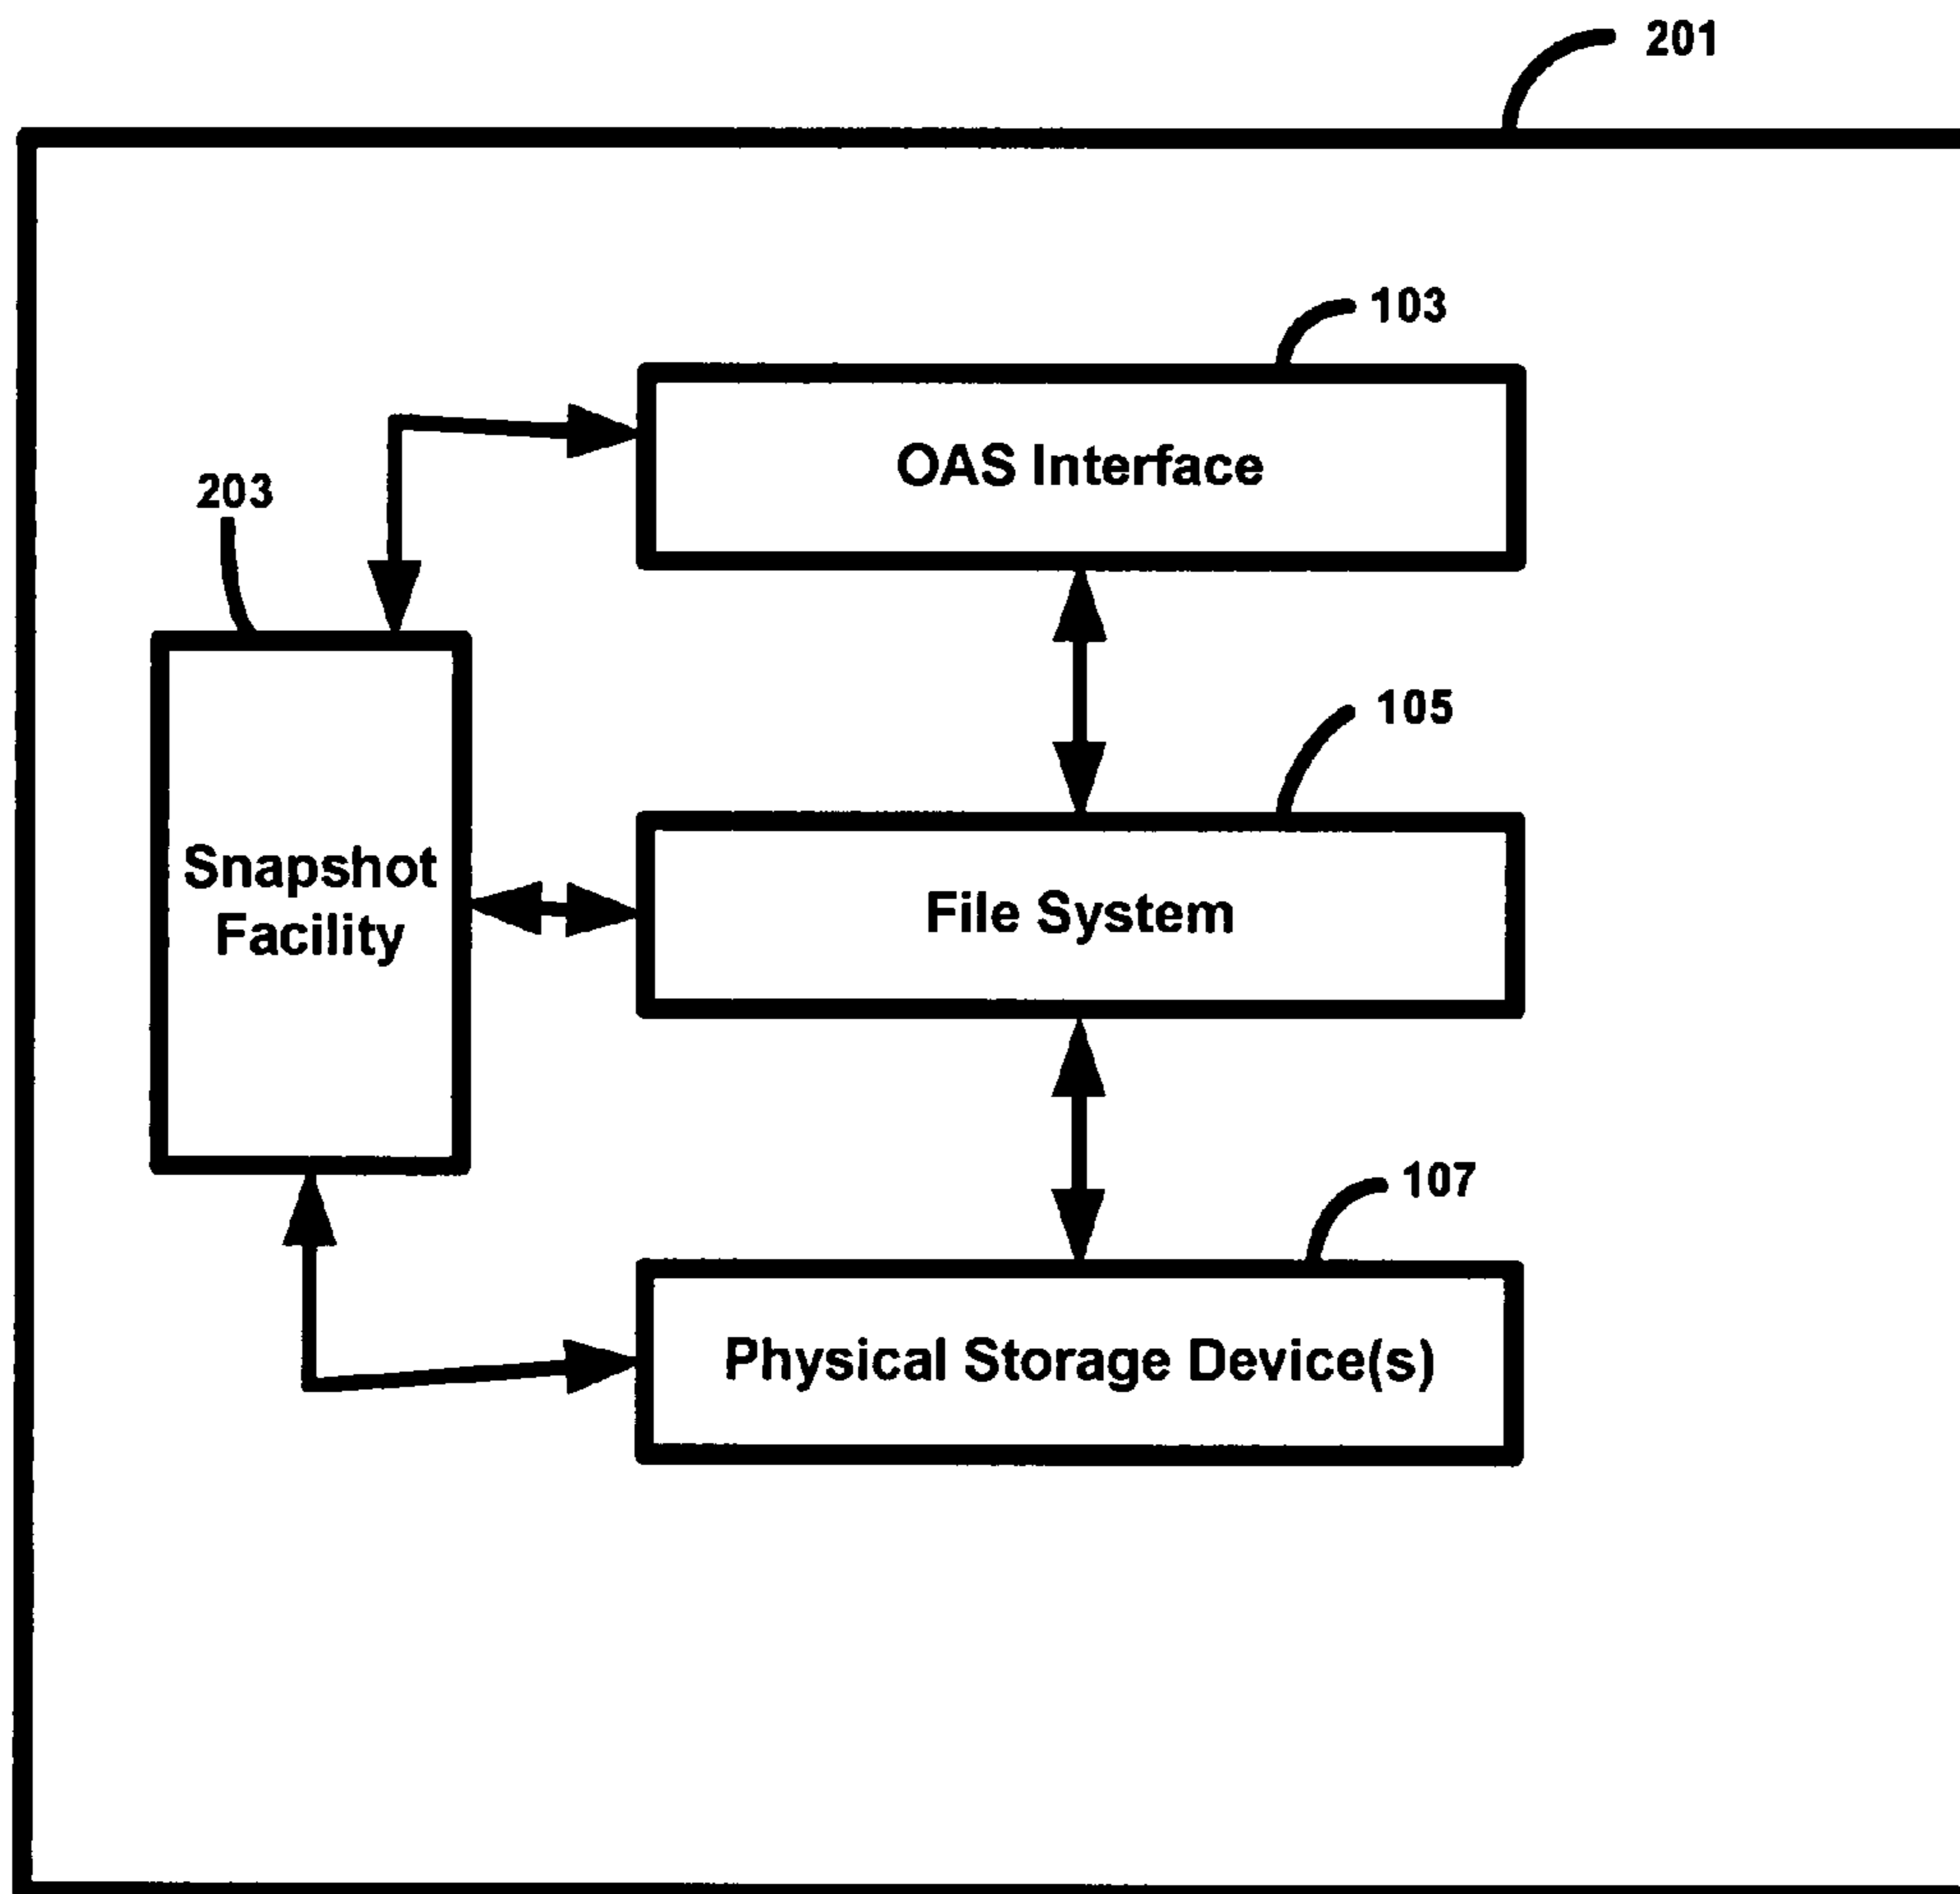 201
103
OAS Interface
203
105
Snapshot
Facility
File System
107
Physical Storage Device(s)